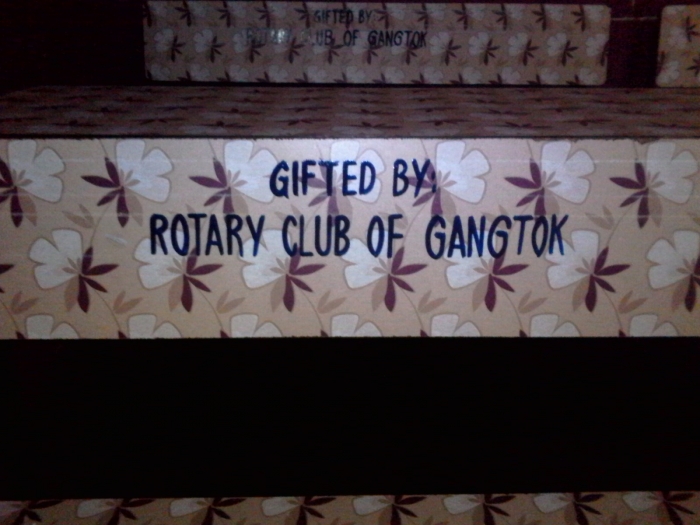 GIFTED BY:
ROTARY CLUB OF GANGTOK
GIFTED BY:
ROTARY CLUB OF GANGTOK